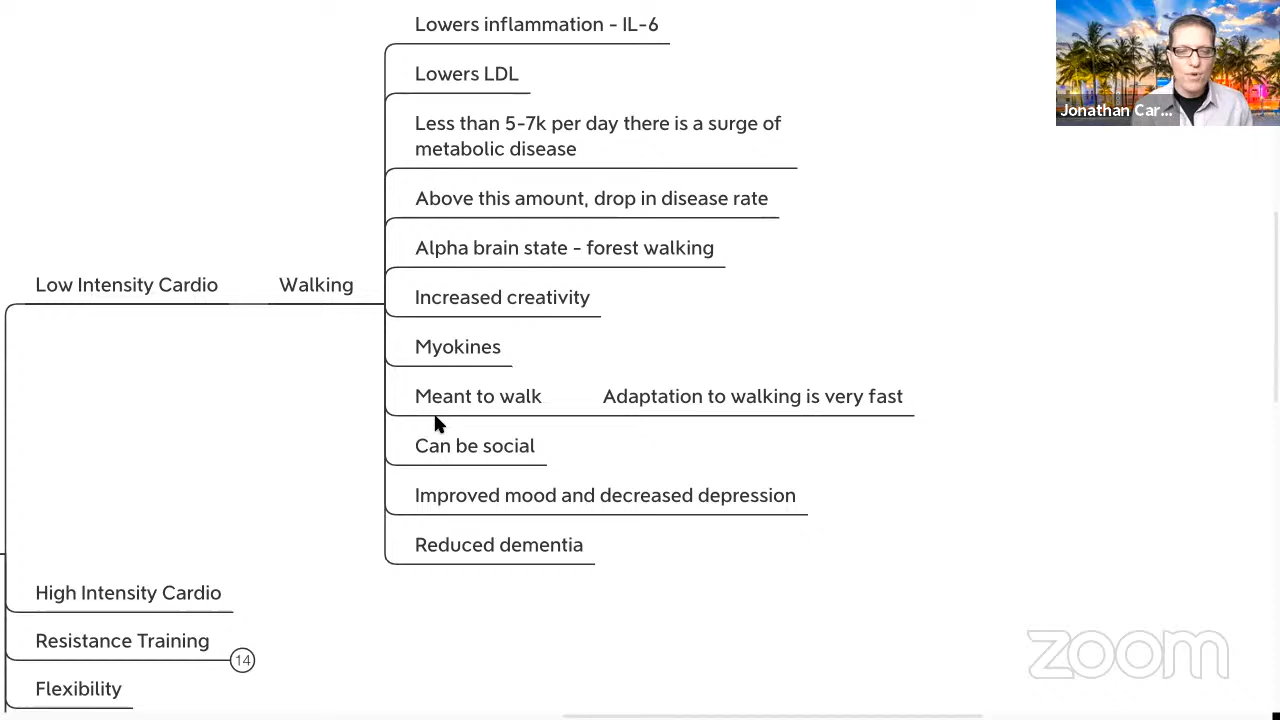 Lowers inflammation - IL-6
Lowers LDL
Less than 5-7k per day there is a surge of
metabolic disease
Above this amount, drop in disease rate
Alpha brain state - forest walking
Low Intensity Cardio
Walking
Increased creativity
Myokines
Meant to walk
Adaptation to walking is very fast
Can be social
Improved mood and decreased depression
Reduced dementia
High Intensity Cardio
Resistance Training
14
Flexibility
Jonathan Car...
zoom